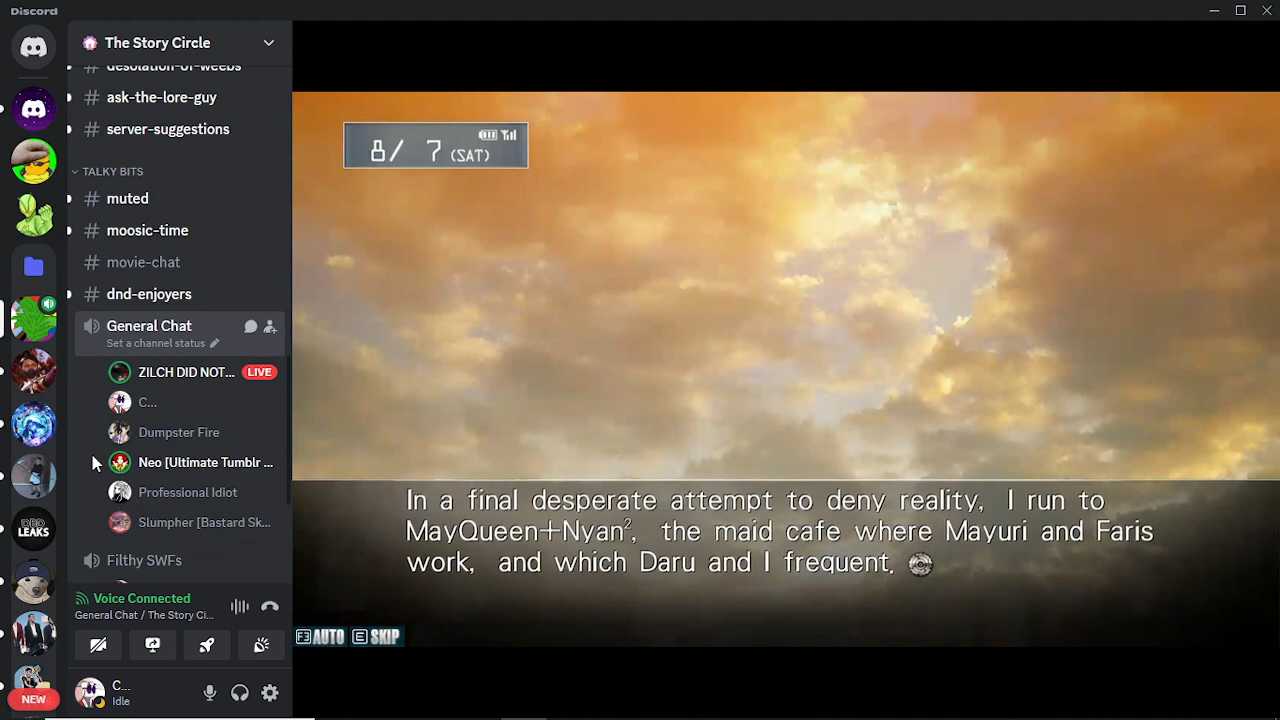 Discord
The Story Circle
desolation-of-weebs
ask-the-lore-guy
server-suggestions
TALKY BITS
muted
moosic-time
movie-chat
dnd-enjoyers
General Chat
Set a channel status
ZILCH DID NOT... LIVE
C...
Dumpster Fire
Neo [Ultimate Tumblr ...
Professional Idiot
Slumpher [Bastard Sk...
Filthy SWFs
Voice Connected
General Chat / The Story Ci...
C...
Idle
LEAKS
NEW
8/ 7 (SAT)
In a final desperate attempt to deny reality, I run to
MayQueen+Nyan², the maid cafe where Mayuri and Faris
work, and which Daru and I frequent.
F3 AUTO E SKIP